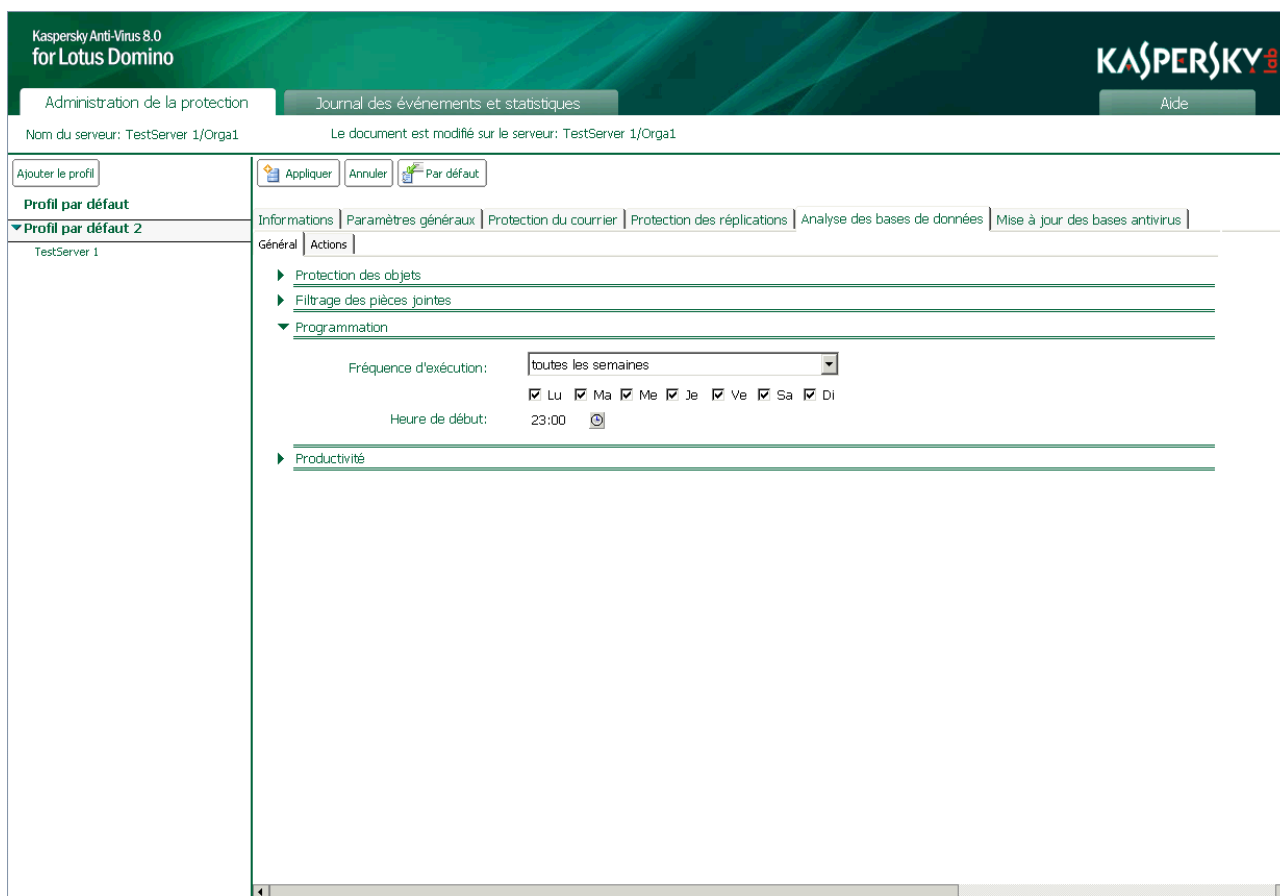 Kaspersky Anti-Virus 8.0
for Lotus Domino
KASPERSKY lab
Administration de la protection
Journal des événements et statistiques
Aide
Nom du serveur: TestServer 1/Orga1
Le document est modifié sur le serveur: TestServer 1/Orga1
Ajouter le profil
Appliquer
Annuler
Par défaut
Profil par défaut
Profil par défaut 2
TestServer 1
Informations
Paramètres généraux
Protection du courrier
Protection des réplications
Analyse des bases de données
Mise à jour des bases antivirus
Général
Actions
Protection des objets
Filtrage des pièces jointes
Programmation
Fréquence d'exécution:
toutes les semaines
Lu Ma Me Je Ve Sa Di
Heure de début:
23:00
Productivité